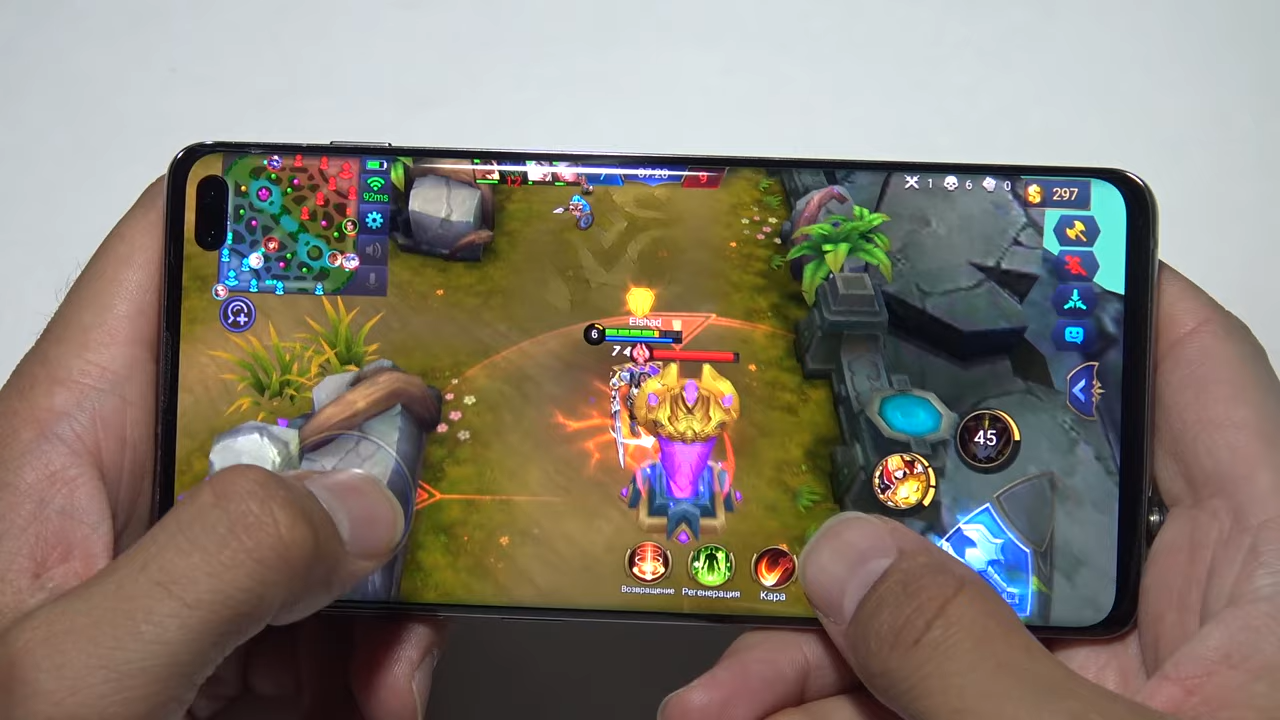 7
07:20
9
1
6
0
297
92ms
Elshad
6
74
45
Возвращение
Регенерация
Кара